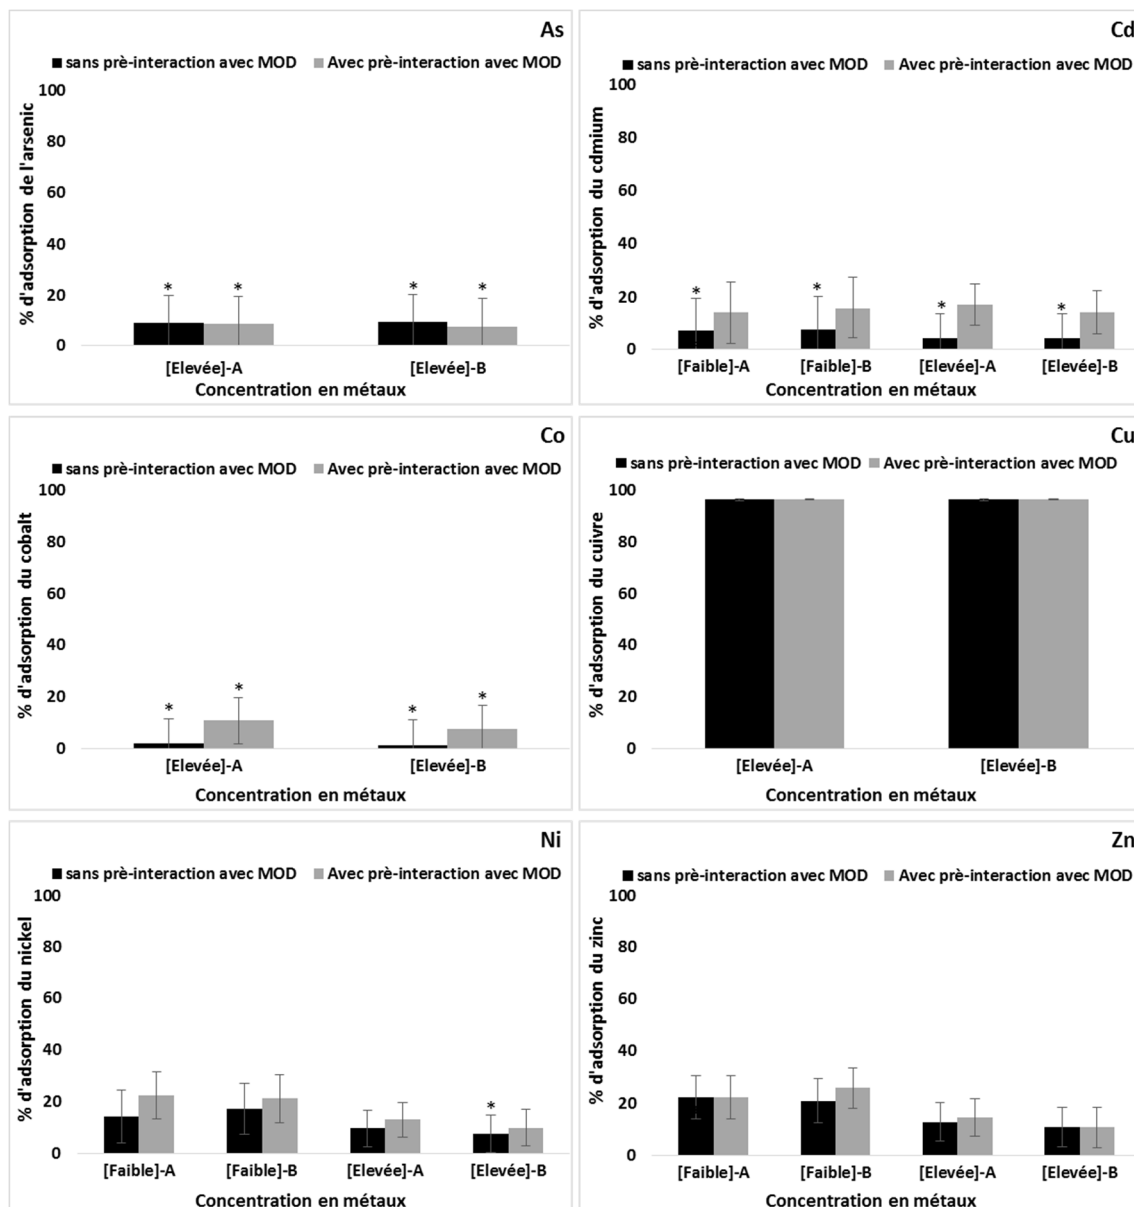 As
sans prè-interaction avec MOD Avec prè-interaction avec MOD
% d'adsorption de l'arsenic
100
80
60
40
20
0
* * * *
[Elevée]-A [Elevée]-B
Concentration en métaux
Cd
sans prè-interaction avec MOD Avec prè-interaction avec MOD
% d'adsorption du cdmium
100
80
60
40
20
0
* * * *
[Faible]-A [Faible]-B [Elevée]-A [Elevée]-B
Concentration en métaux
Co
sans prè-interaction avec MOD Avec prè-interaction avec MOD
% d'adsorption du cobalt
100
80
60
40
20
0
* * * *
[Elevée]-A [Elevée]-B
Concentration en métaux
Cu
sans prè-interaction avec MOD Avec prè-interaction avec MOD
% d'adsorption du cuivre
100
80
60
40
20
0
[Elevée]-A [Elevée]-B
Concentration en métaux
Ni
sans prè-interaction avec MOD Avec prè-interaction avec MOD
% d'adsorption du nickel
100
80
60
40
20
0
*
[Faible]-A [Faible]-B [Elevée]-A [Elevée]-B
Concentration en métaux
Zn
sans prè-interaction avec MOD Avec prè-interaction avec MOD
% d'adsorption du zinc
100
80
60
40
20
0
[Faible]-A [Faible]-B [Elevée]-A [Elevée]-B
Concentration en métaux